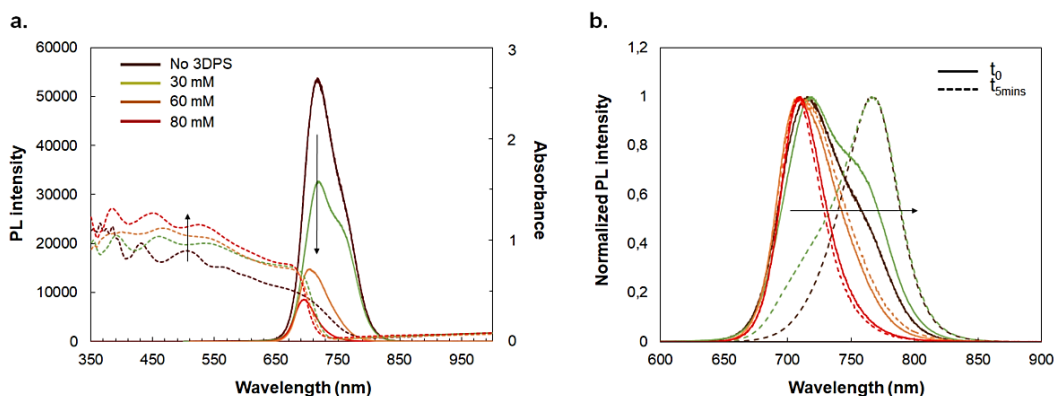 a.
60000
50000
40000
30000
20000
10000
0
PL intensity
No 3DPS
30 mM
60 mM
80 mM
3
2
1
0
Absorbance
350 450 550 650 750 850 950
Wavelength (nm)
b.
1,2
1
0,8
0,6
0,4
0,2
0
Normalized PL intensity
t0
t5mins
600 650 700 750 800 850 900
Wavelength (nm)